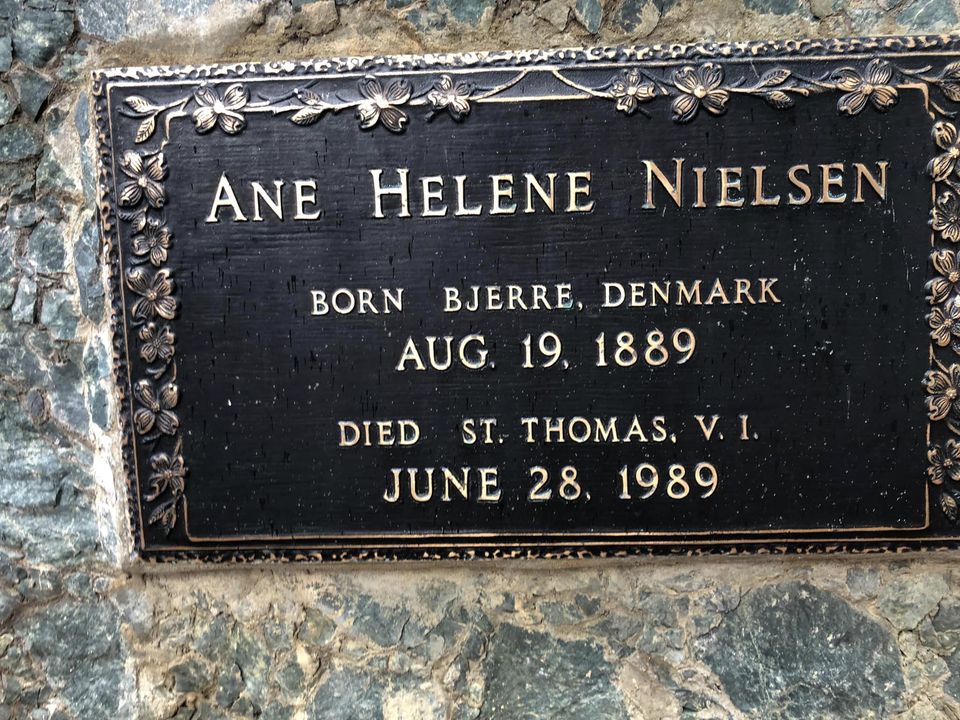 ANE HELENE NIELSEN
BORN BJERRE, DENMARK
AUG. 19, 1889
DIED ST. THOMAS, V. I.
JUNE 28, 1989